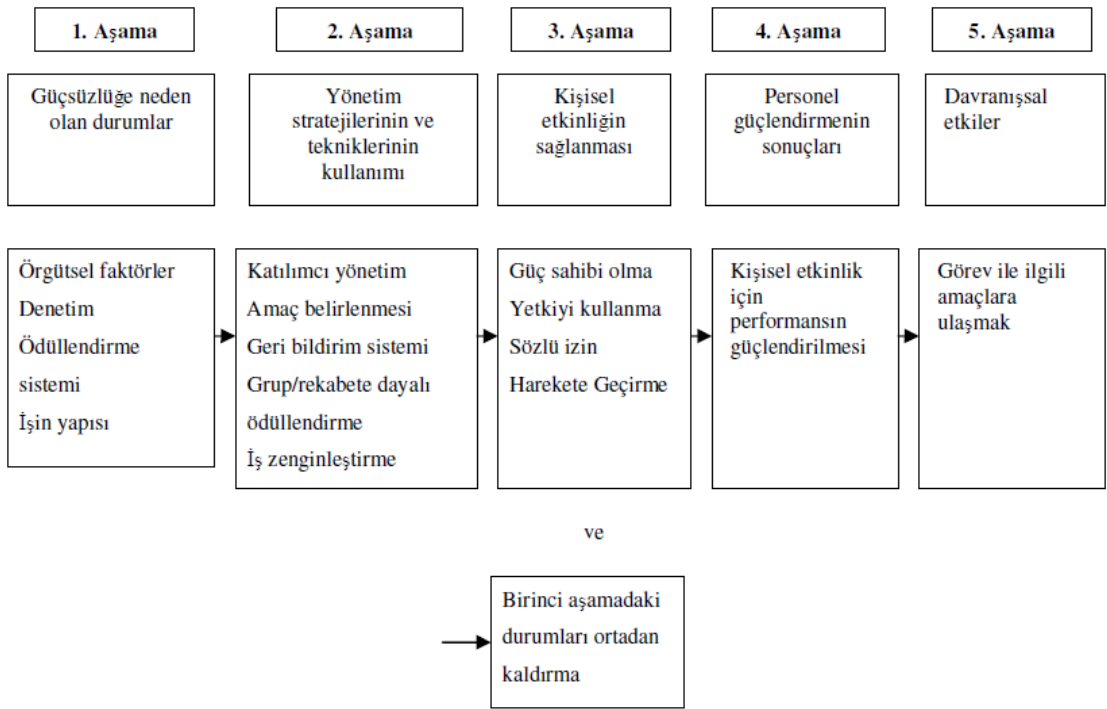 1. Aşama
2. Aşama
3. Aşama
4. Aşama
5. Aşama
Güçsüzlüğe neden
olan durumlar
Yönetim
stratejilerinin ve
tekniklerinin
kullanımı
Kişisel
etkinliğin
sağlanması
Personel
güçlendirmenin
sonuçları
Davranışsal
etkiler
Örgütsel faktörler
Denetim
Ödüllendirme
sistemi
İşin yapısı
Katılımcı yönetim
Amaç belirlenmesi
Geri bildirim sistemi
Grup/rekabete dayalı
ödüllendirme
İş zenginleştirme
Güç sahibi olma
Yetkiyi kullanma
Sözlü izin
Harekete Geçirme
Kişisel etkinlik
için
performansın
güçlendirilmesi
Görev ile ilgili
amaçlara
ulaşmak
ve
Birinci aşamadaki
durumları ortadan
kaldırma